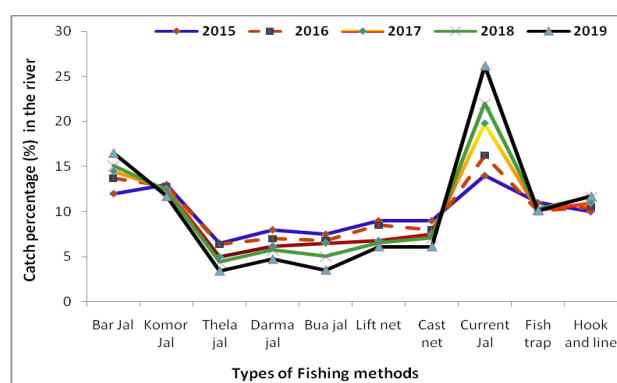 30
25
20
15
10
5
0
Catch percentage (%) in the river
2015 2016 2017 2018 2019
Bar Jal Komor Thela Darma Bua jal Lift net Cast Current Fish Hook
Jal jal jal net Jal trap and line
Types of Fishing methods